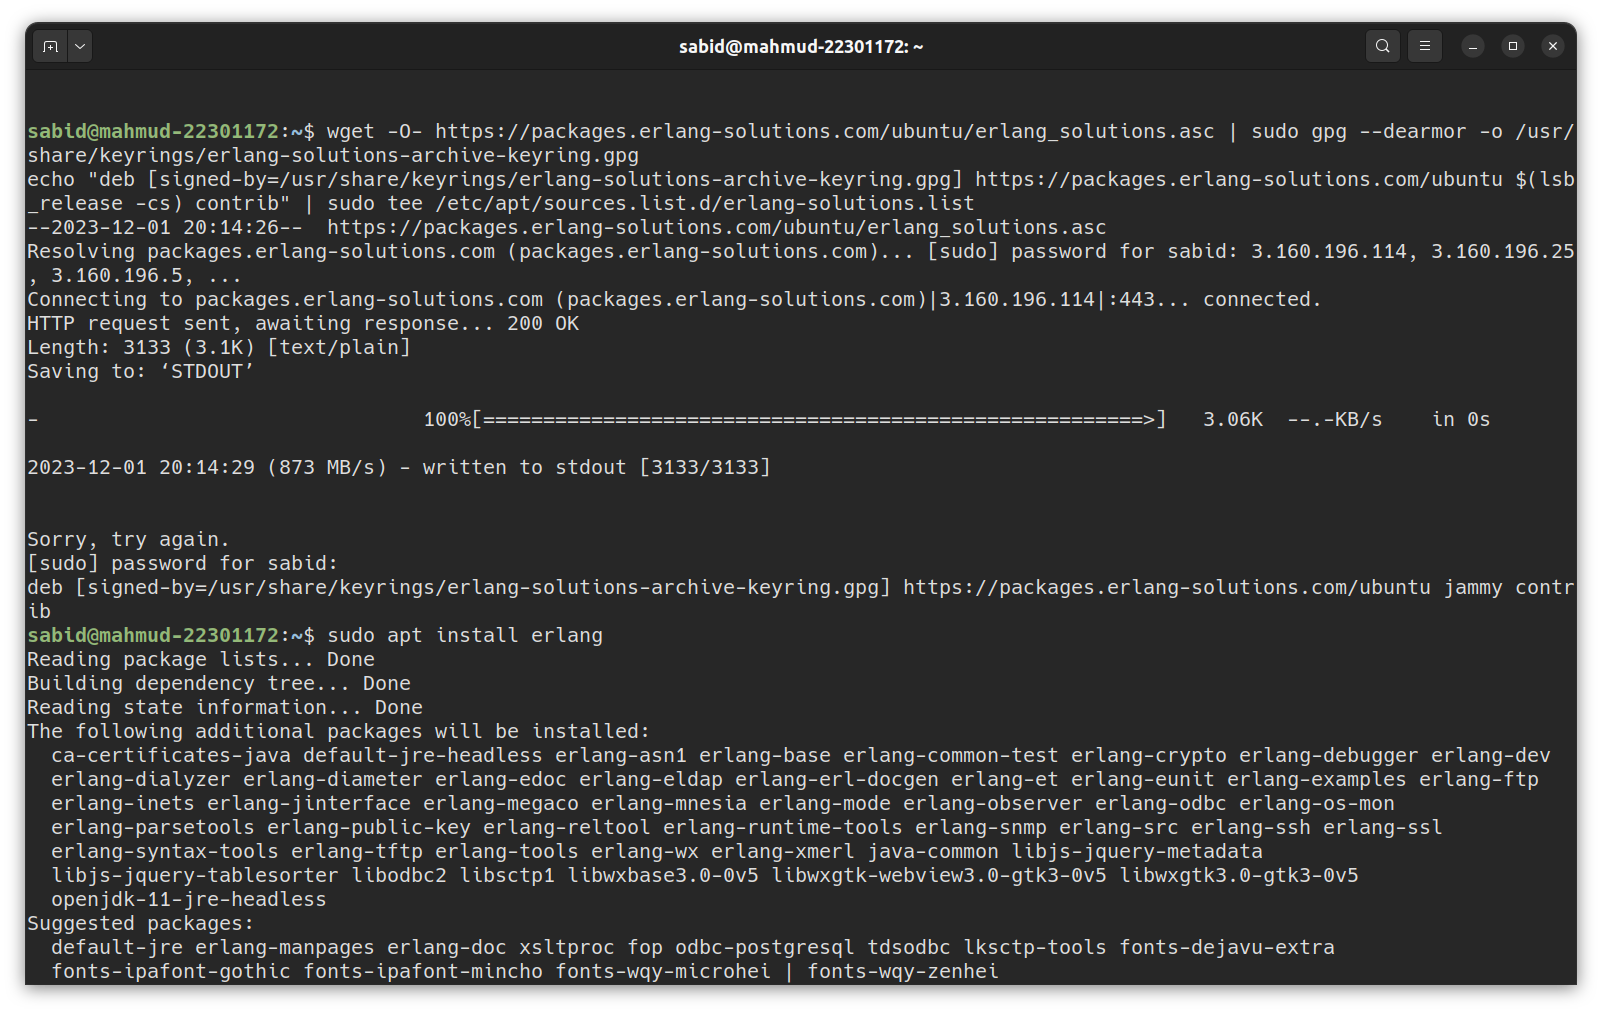 sabid@mahmud-22301172: ~
sabid@mahmud-22301172:~$ wget -O- https://packages.erlang-solutions.com/ubuntu/erlang_solutions.asc | sudo gpg --dearmor -o /usr/
share/keyrings/erlang-solutions-archive-keyring.gpg
echo "deb [signed-by=/usr/share/keyrings/erlang-solutions-archive-keyring.gpg] https://packages.erlang-solutions.com/ubuntu $(lsb
_release -cs) contrib" | sudo tee /etc/apt/sources.list.d/erlang-solutions.list
--2023-12-01 20:14:26--  https://packages.erlang-solutions.com/ubuntu/erlang_solutions.asc
Resolving packages.erlang-solutions.com (packages.erlang-solutions.com)... [sudo] password for sabid: 3.160.196.114, 3.160.196.25
, 3.160.196.5, ...
Connecting to packages.erlang-solutions.com (packages.erlang-solutions.com)|3.160.196.114|:443... connected.
HTTP request sent, awaiting response... 200 OK
Length: 3133 (3.1K) [text/plain]
Saving to: ‘STDOUT’
-                                100%[=======================================================>]   3.06K  --.-KB/s    in 0s
2023-12-01 20:14:29 (873 MB/s) - written to stdout [3133/3133]
Sorry, try again.
[sudo] password for sabid:
deb [signed-by=/usr/share/keyrings/erlang-solutions-archive-keyring.gpg] https://packages.erlang-solutions.com/ubuntu jammy contr
ib
sabid@mahmud-22301172:~$ sudo apt install erlang
Reading package lists... Done
Building dependency tree... Done
Reading state information... Done
The following additional packages will be installed:
  ca-certificates-java default-jre-headless erlang-asn1 erlang-base erlang-common-test erlang-crypto erlang-debugger erlang-dev
  erlang-dialyzer erlang-diameter erlang-edoc erlang-eldap erlang-erl-docgen erlang-et erlang-eunit erlang-examples erlang-ftp
  erlang-inets erlang-jinterface erlang-megaco erlang-mnesia erlang-mode erlang-observer erlang-odbc erlang-os-mon
  erlang-parsetools erlang-public-key erlang-reltool erlang-runtime-tools erlang-snmp erlang-src erlang-ssh erlang-ssl
  erlang-syntax-tools erlang-tftp erlang-tools erlang-wx erlang-xmerl java-common libjs-jquery-metadata
  libjs-jquery-tablesorter libodbc2 libsctp1 libwxbase3.0-0v5 libwxgtk-webview3.0-gtk3-0v5 libwxgtk3.0-gtk3-0v5
  openjdk-11-jre-headless
Suggested packages:
  default-jre erlang-manpages erlang-doc xsltproc fop odbc-postgresql tdsodbc lksctp-tools fonts-dejavu-extra
  fonts-ipafont-gothic fonts-ipafont-mincho fonts-wqy-microhei | fonts-wqy-zenhei